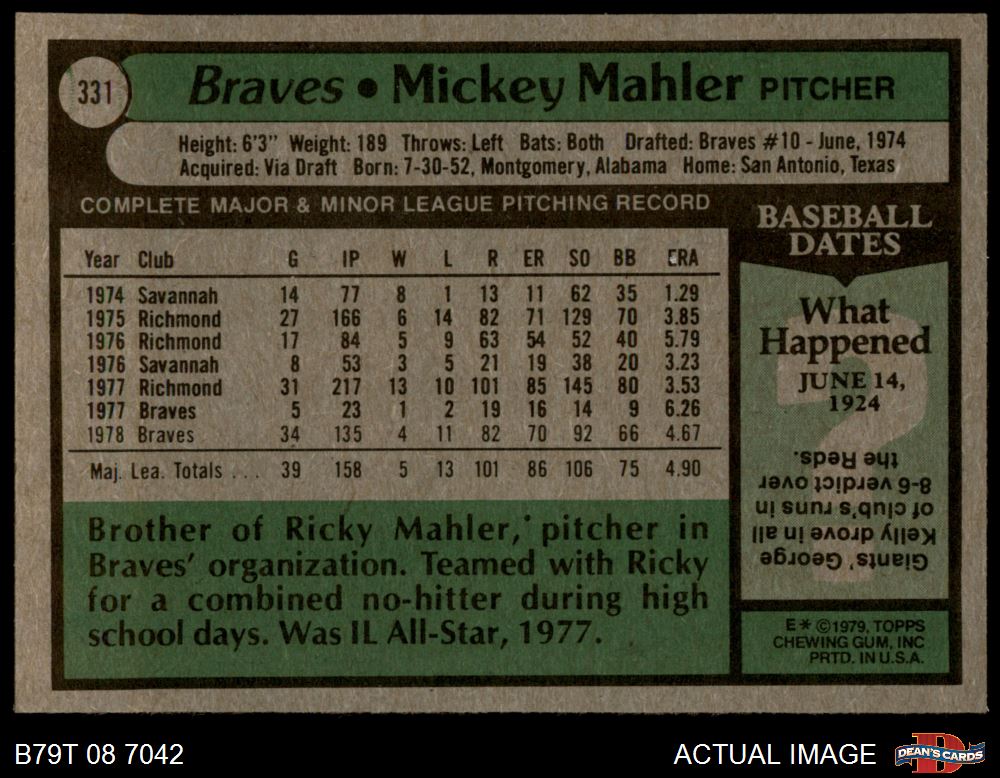 331
Braves • Mickey Mahler PITCHER
Height: 6'3" Weight: 189 Throws: Left Bats: Both Drafted: Braves #10 - June, 1974
Acquired: Via Draft Born: 7-30-52, Montgomery, Alabama Home: San Antonio, Texas
COMPLETE MAJOR & MINOR LEAGUE PITCHING RECORD
Year Club G IP W L R ER SO BB ERA
1974 Savannah 14 77 8 1 13 11 62 35 1.29
1975 Richmond 27 166 6 14 82 71 129 70 3.85
1976 Richmond 17 84 5 9 63 54 52 40 5.79
1976 Savannah 8 53 3 5 21 19 38 20 3.23
1977 Richmond 31 217 13 10 101 85 145 80 3.53
1977 Braves 5 23 1 2 19 16 14 9 6.26
1978 Braves 34 135 4 11 82 70 92 66 4.67
Maj. Lea. Totals . . . 39 158 5 13 101 86 106 75 4.90
Brother of Ricky Mahler, pitcher in
Braves' organization. Teamed with Ricky
for a combined no-hitter during high
school days. Was IL All-Star, 1977.
BASEBALL
DATES
What
Happened
JUNE 14,
1924
Giants' George
Kelly drove in all
of club's runs in
8-6 verdict over
the Reds.
E* ©1979, TOPPS
CHEWING GUM, INC
PRTD. IN U.S.A.
B79T 08 7042
ACTUAL IMAGE
DEAN'S CARDS